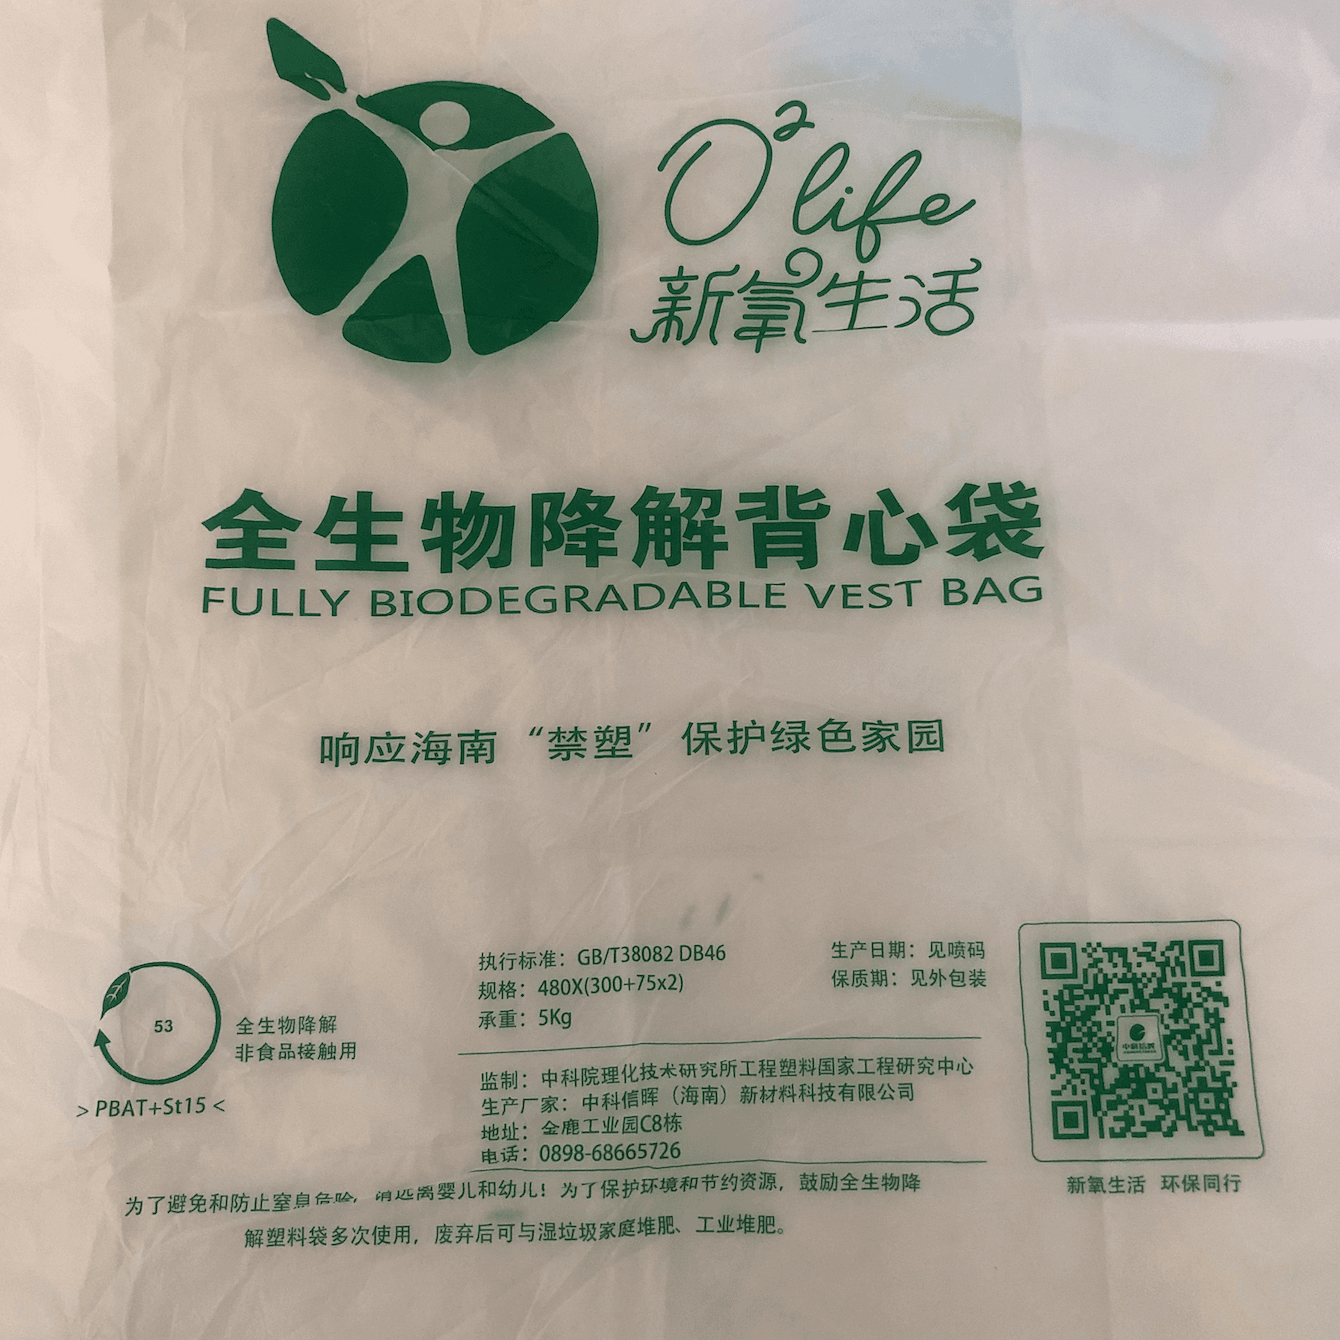 O²life
新氧生活
全生物降解背心袋
FULLY BIODEGRADABLE VEST BAG
响应海南 “禁塑” 保护绿色家园
执行标准：GB/T38082 DB46
规格：480X(300+75x2)
承重：5Kg
生产日期：见喷码
保质期：见外包装
53
全生物降解
非食品接触用
> PBAT+St15 <
监制：中科院理化技术研究所工程塑料国家工程研究中心
生产厂家：中科信晖（海南）新材料科技有限公司
地址：金鹿工业园C8栋
电话：0898-68665726
中科信晖
新氧生活 环保同行
为了避免和防止窒息危险，请远离婴儿和幼儿！为了保护环境和节约资源，鼓励全生物降
解塑料袋多次使用，废弃后可与湿垃圾家庭堆肥、工业堆肥。